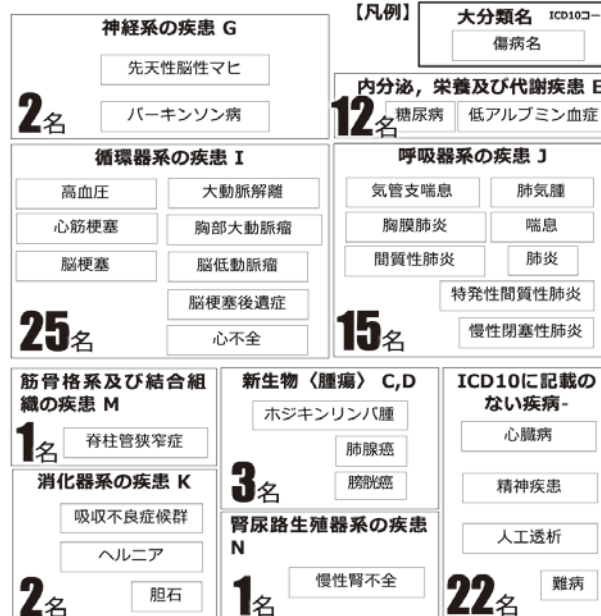 【凡例】
大分類名 ICD10コー
傷病名
神経系の疾患 G
先天性脳性マヒ
パーキンソン病
2名
内分泌，栄養及び代謝疾患 E
12名
糖尿病 低アルブミン血症
循環器系の疾患 I
高血圧 大動脈解離
心筋梗塞 胸部大動脈瘤
脳梗塞 脳低動脈瘤
脳梗塞後遺症
心不全
25名
呼吸器系の疾患 J
気管支喘息 肺気腫
胸膜肺炎 喘息
間質性肺炎 肺炎
特発性間質性肺炎
慢性閉塞性肺炎
15名
筋骨格系及び結合組
織の疾患 M
脊柱管狭窄症
1名
新生物〈腫瘍〉 C,D
ホジキンリンパ腫
肺腺癌
膀胱癌
3名
ICD10に記載の
ない疾病-
心臓病
精神疾患
人工透析
難病
22名
消化器系の疾患 K
吸収不良症候群
ヘルニア
胆石
2名
腎尿路生殖器系の疾患
N
慢性腎不全
1名